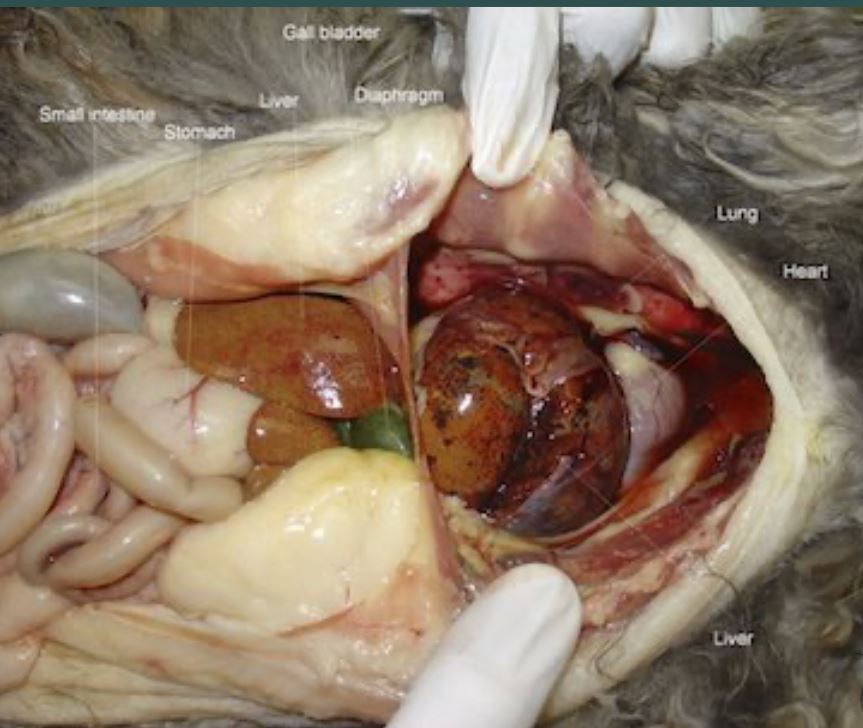 Gall bladder
Liver
Diaphragm
Small intestine
Stomach
Lung
Heart
Liver